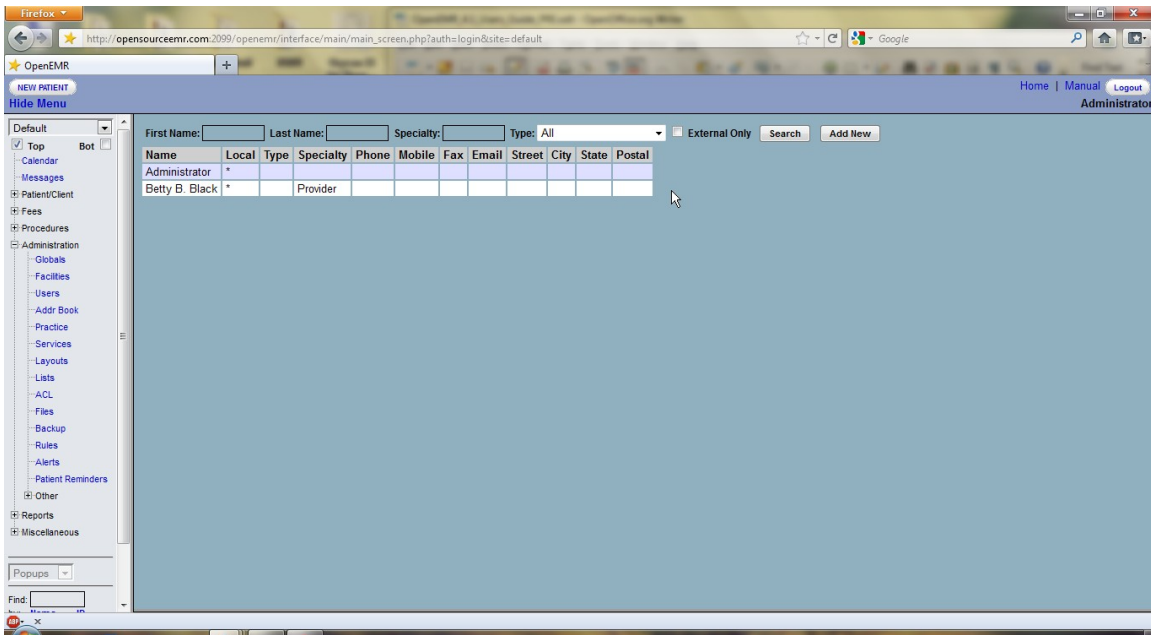 Firefox
http://opensourceemr.com:2099/openemr/interface/main/main_screen.php?auth=login&site=default
Google
OpenEMR
NEW PATIENT
Home | Manual Logout
Hide Menu
Administrator
Default
Top Bot
Calendar
Messages
Patient/Client
Fees
Procedures
Administration
Globals
Facilities
Users
Addr Book
Practice
Services
Layouts
Lists
ACL
Files
Backup
Rules
Alerts
Patient Reminders
Other
Reports
Miscellaneous
Popups
Find:
First Name: Last Name: Specialty: Type: All External Only Search Add New
Name Local Type Specialty Phone Mobile Fax Email Street City State Postal
Administrator *
Betty B. Black * Provider
ABP